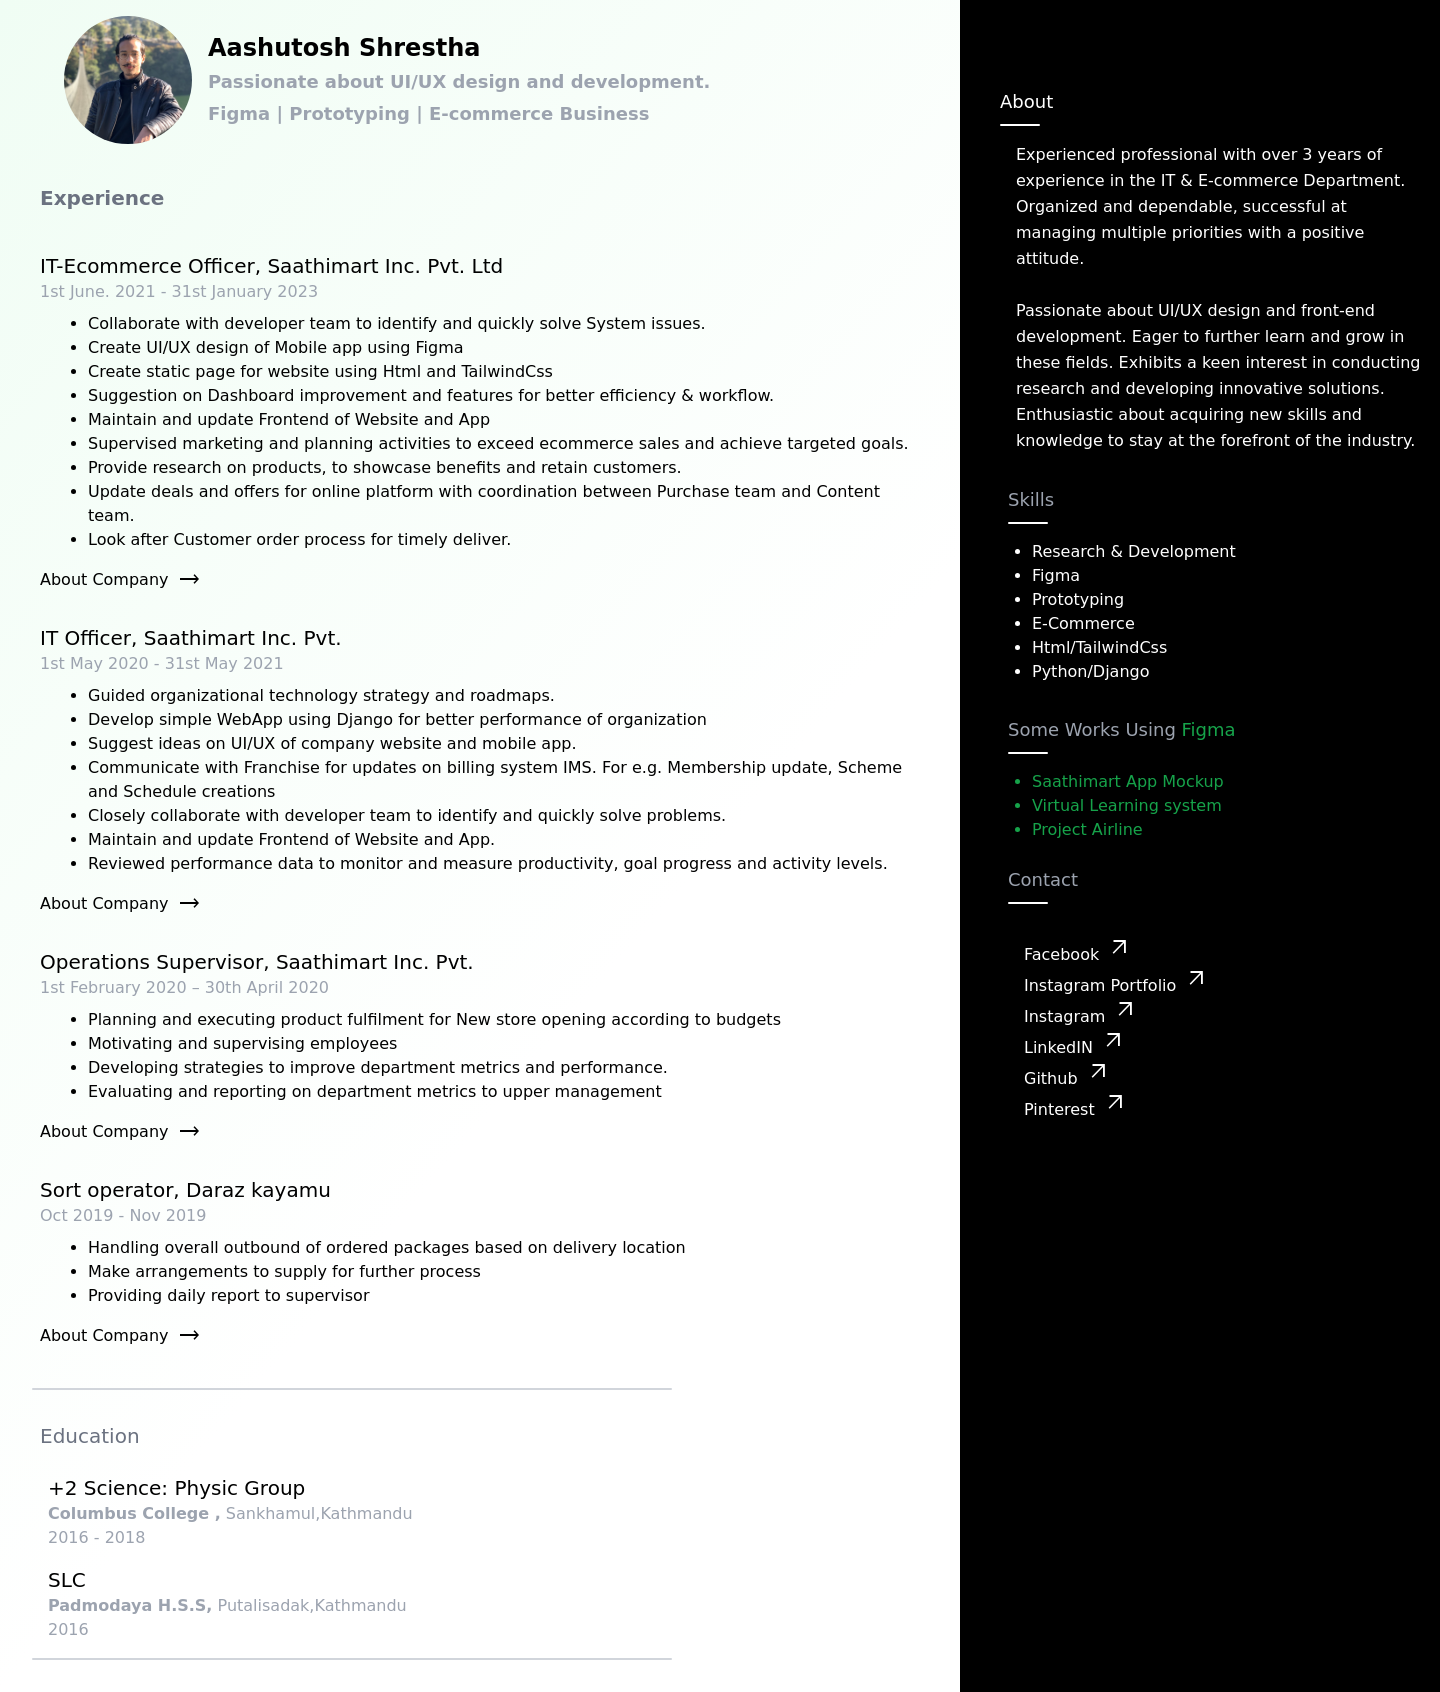 Aashutosh Shrestha
Passionate about UI/UX design and development.
Figma | Prototyping | E-commerce Business
Experience
IT-Ecommerce Officer, Saathimart Inc. Pvt. Ltd
1st June. 2021 - 31st January 2023
• Collaborate with developer team to identify and quickly solve System issues.
• Create UI/UX design of Mobile app using Figma
• Create static page for website using Html and TailwindCss
• Suggestion on Dashboard improvement and features for better efficiency & workflow.
• Maintain and update Frontend of Website and App
• Supervised marketing and planning activities to exceed ecommerce sales and achieve targeted goals.
• Provide research on products, to showcase benefits and retain customers.
• Update deals and offers for online platform with coordination between Purchase team and Content
team.
• Look after Customer order process for timely deliver.
About Company →
IT Officer, Saathimart Inc. Pvt.
1st May 2020 - 31st May 2021
• Guided organizational technology strategy and roadmaps.
• Develop simple WebApp using Django for better performance of organization
• Suggest ideas on UI/UX of company website and mobile app.
• Communicate with Franchise for updates on billing system IMS. For e.g. Membership update, Scheme
and Schedule creations
• Closely collaborate with developer team to identify and quickly solve problems.
• Maintain and update Frontend of Website and App.
• Reviewed performance data to monitor and measure productivity, goal progress and activity levels.
About Company →
Operations Supervisor, Saathimart Inc. Pvt.
1st February 2020 – 30th April 2020
• Planning and executing product fulfilment for New store opening according to budgets
• Motivating and supervising employees
• Developing strategies to improve department metrics and performance.
• Evaluating and reporting on department metrics to upper management
About Company →
Sort operator, Daraz kayamu
Oct 2019 - Nov 2019
• Handling overall outbound of ordered packages based on delivery location
• Make arrangements to supply for further process
• Providing daily report to supervisor
About Company →
Education
+2 Science: Physic Group
Columbus College , Sankhamul,Kathmandu
2016 - 2018
SLC
Padmodaya H.S.S, Putalisadak,Kathmandu
2016
About
Experienced professional with over 3 years of
experience in the IT & E-commerce Department.
Organized and dependable, successful at
managing multiple priorities with a positive
attitude.
Passionate about UI/UX design and front-end
development. Eager to further learn and grow in
these fields. Exhibits a keen interest in conducting
research and developing innovative solutions.
Enthusiastic about acquiring new skills and
knowledge to stay at the forefront of the industry.
Skills
• Research & Development
• Figma
• Prototyping
• E-Commerce
• Html/TailwindCss
• Python/Django
Some Works Using Figma
• Saathimart App Mockup
• Virtual Learning system
• Project Airline
Contact
Facebook
Instagram Portfolio
Instagram
LinkedIN
Github
Pinterest